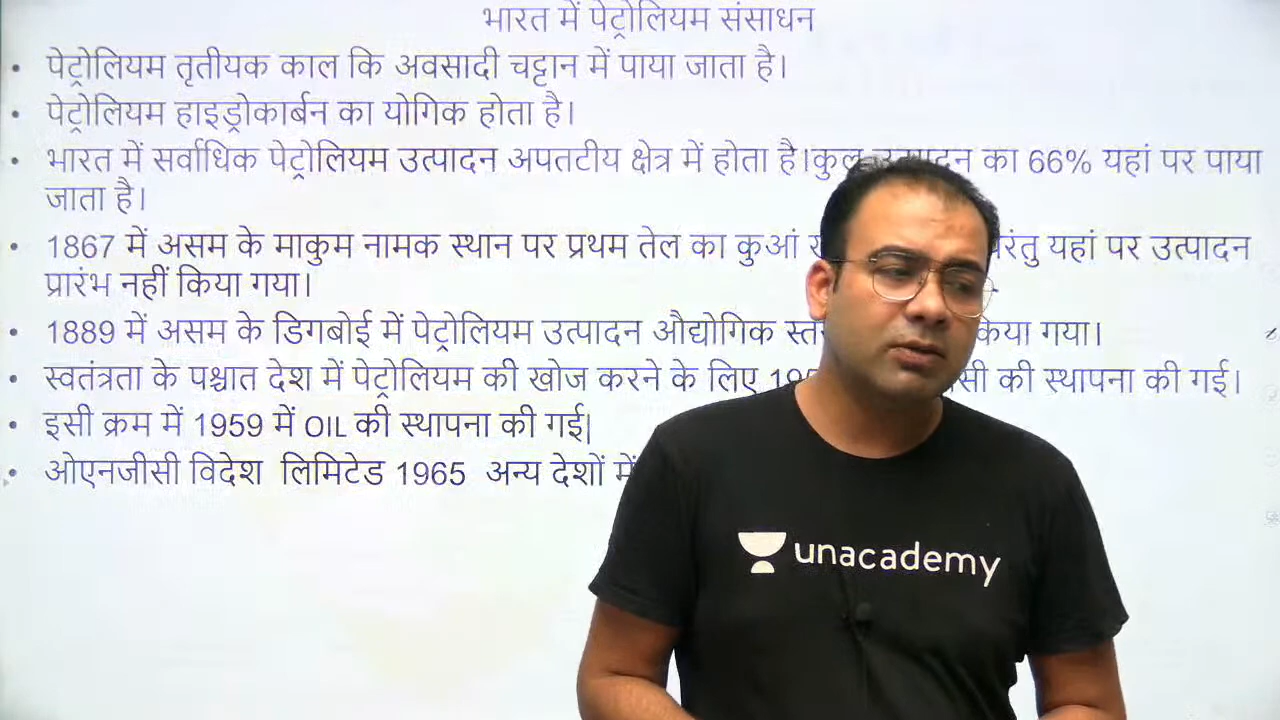 भारत में पेट्रोलियम संसाधन
• पेट्रोलियम तृतीयक काल कि अवसादी चट्टान में पाया जाता है।
• पेट्रोलियम हाइड्रोकार्बन का योगिक होता है।
• भारत में सर्वाधिक पेट्रोलियम उत्पादन अपतटीय क्षेत्र में होता है।कुल उत्पादन का 66% यहां पर पाया
जाता है।
• 1867 में असम के माकुम नामक स्थान पर प्रथम तेल का कुआं परंतु यहां पर उत्पादन
प्रारंभ नहीं किया गया।
• 1889 में असम के डिगबोई में पेट्रोलियम उत्पादन औद्योगिक किया गया।
• स्वतंत्रता के पश्चात देश में पेट्रोलियम की खोज करने के लिए की स्थापना की गई।
• इसी क्रम में 1959 में OIL की स्थापना की गई|
• ओएनजीसी विदेश लिमिटेड 1965 अन्य देशों में
unacademy